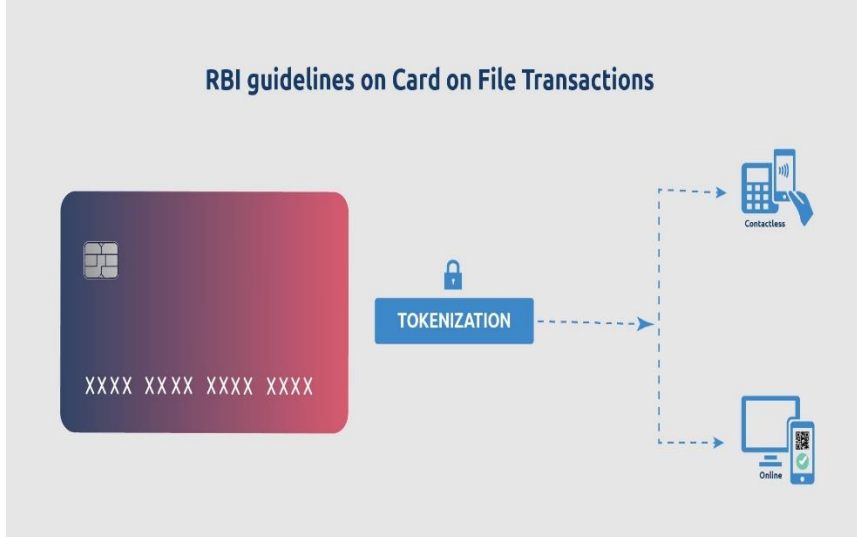 RBI guidelines on Card on File Transactions
XXXX XXXX XXXX XXXX
TOKENIZATION
Contactless
Online